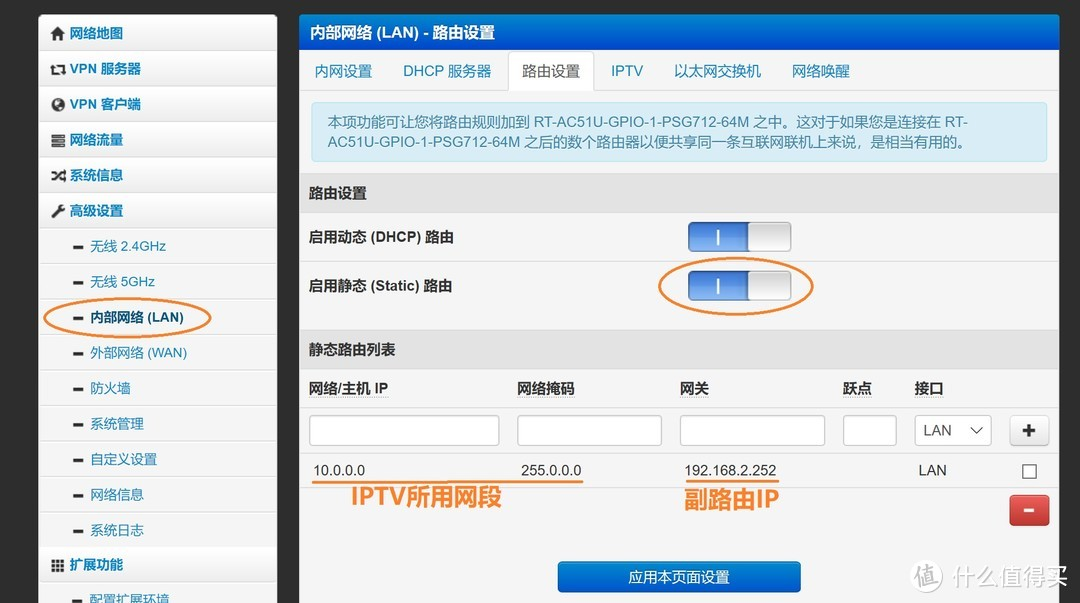 网络地图
VPN 服务器
VPN 客户端
网络流量
系统信息
高级设置
无线 2.4GHz
无线 5GHz
内部网络 (LAN)
外部网络 (WAN)
防火墙
系统管理
自定义设置
网络信息
系统日志
扩展功能
配置扩展环境
内部网络 (LAN) - 路由设置
内网设置 DHCP 服务器 路由设置 IPTV 以太网交换机 网络唤醒
本项功能可让您将路由规则加到 RT-AC51U-GPIO-1-PSG712-64M 之中。这对于如果您是连接在 RT-
AC51U-GPIO-1-PSG712-64M 之后的数个路由器以便共享同一条互联网联机上来说，是相当有用的。
路由设置
启用动态 (DHCP) 路由
启用静态 (Static) 路由
静态路由列表
网络/主机 IP 网络掩码 网关 跃点 接口
LAN
10.0.0.0 255.0.0.0 192.168.2.252 LAN
IPTV所用网段 副路由IP
应用本页面设置
值 什么值得买